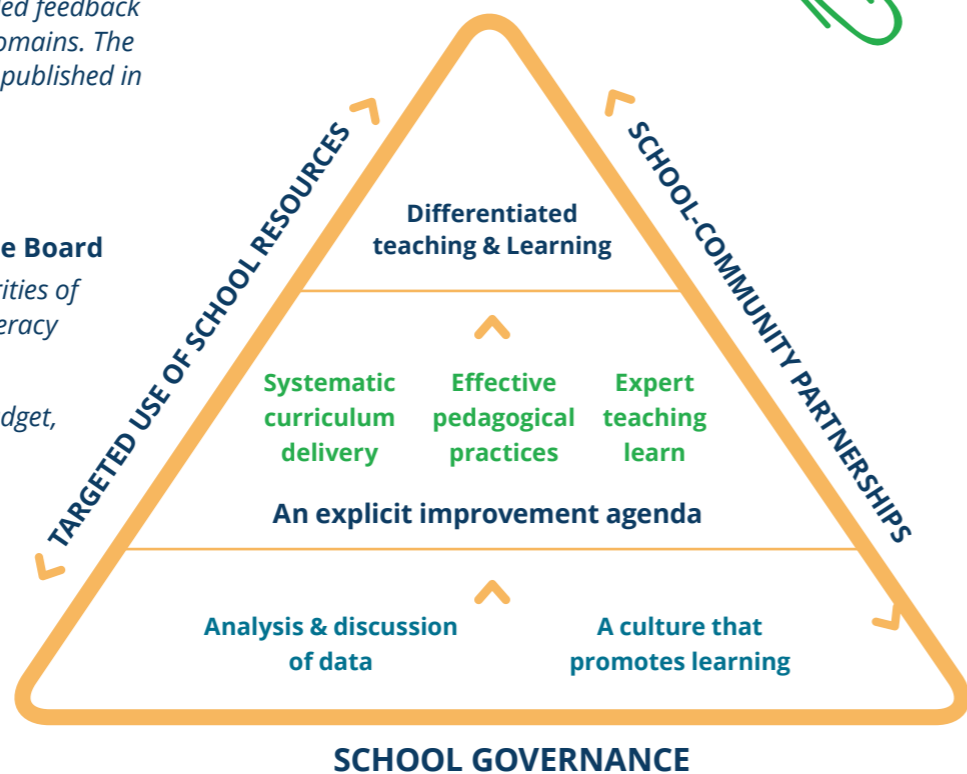 ed feedback
omains. The
published in
e Board
rities of
eracy
dget,
TARGETED USE OF SCHOOL RESOURCES
SCHOOL-COMMUNITY PARTNERSHIPS
Differentiated
teaching & Learning
Systematic
curriculum
delivery
Effective
pedagogical
practices
Expert
teaching
learn
An explicit improvement agenda
Analysis & discussion
of data
A culture that
promotes learning
SCHOOL GOVERNANCE